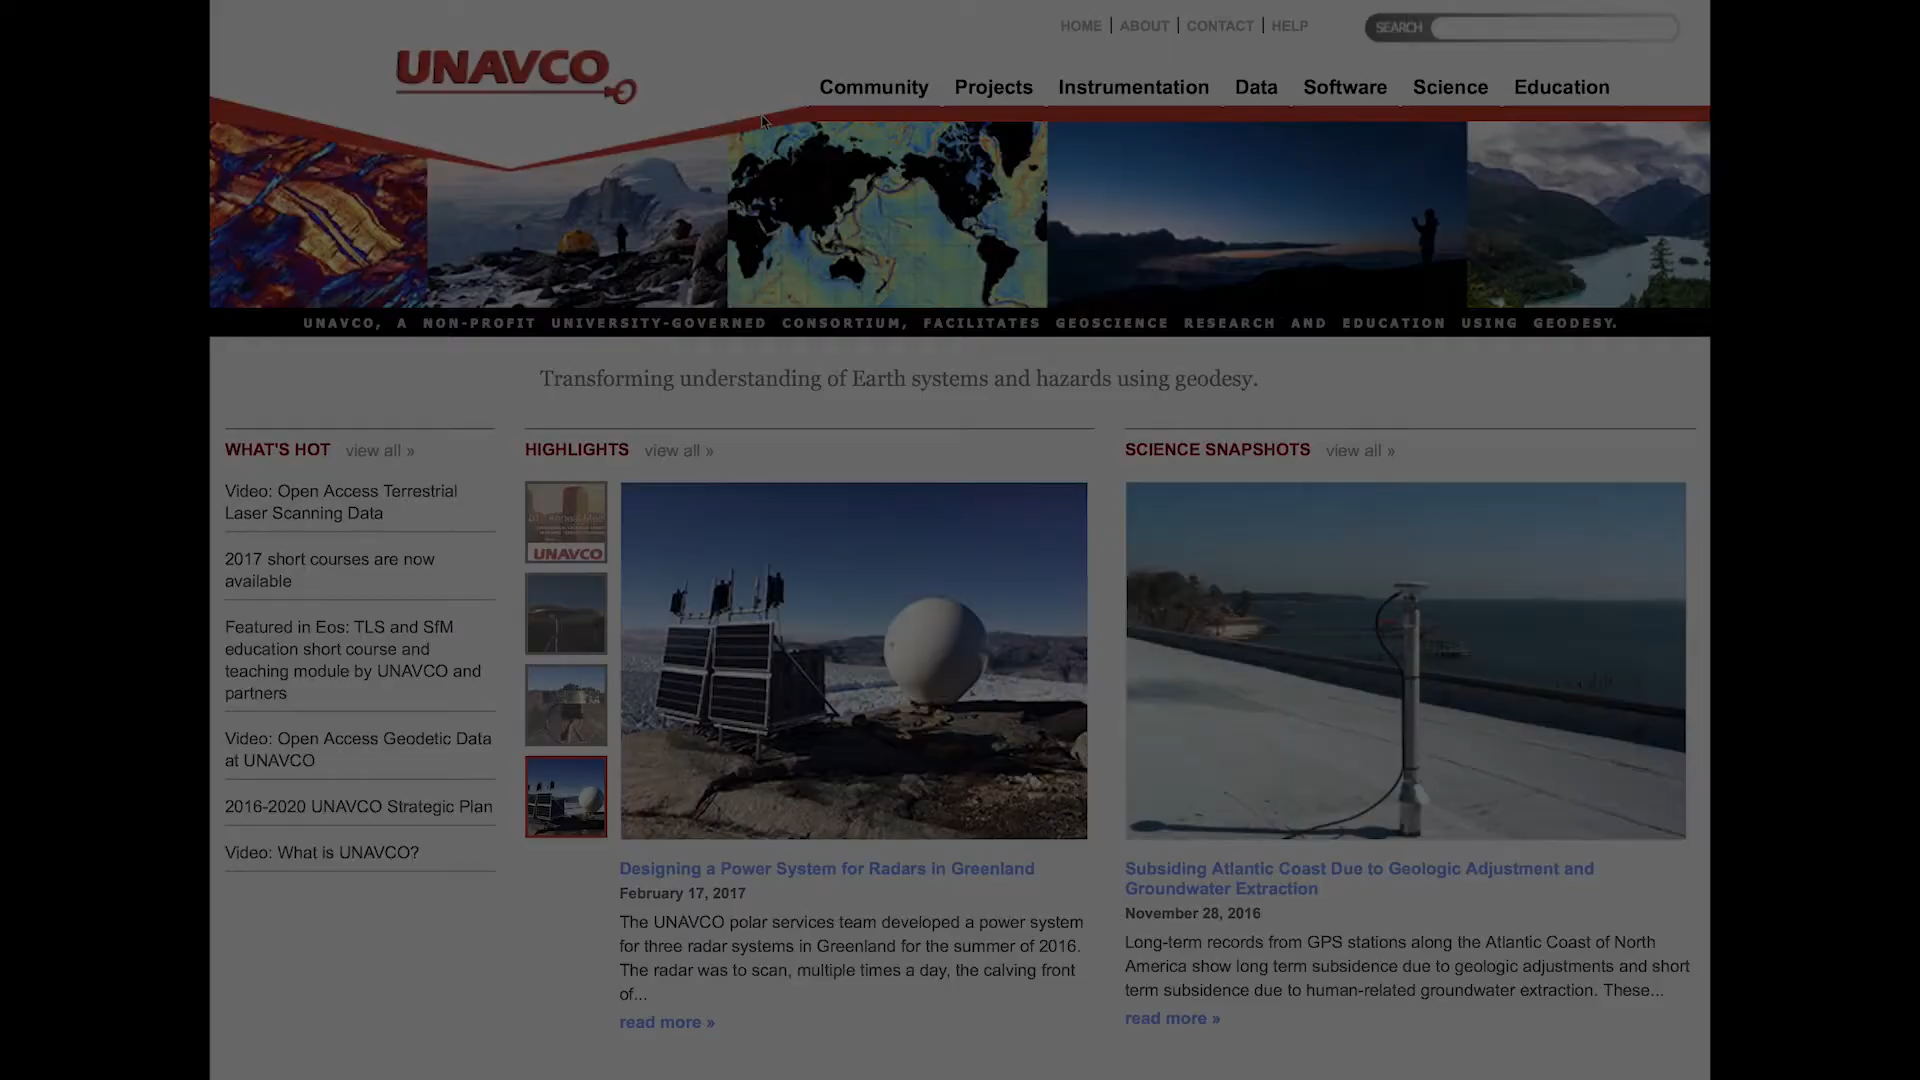 HOME | ABOUT | CONTACT | HELP
SEARCH
UNAVCO
Community Projects Instrumentation Data Software Science Education
UNAVCO, A NON-PROFIT UNIVERSITY-GOVERNED CONSORTIUM, FACILITATES GEOSCIENCE RESEARCH AND EDUCATION USING GEODESY.
Transforming understanding of Earth systems and hazards using geodesy.
WHAT'S HOT view all »
Video: Open Access Terrestrial
Laser Scanning Data
2017 short courses are now
available
Featured in Eos: TLS and SfM
education short course and
teaching module by UNAVCO and
partners
Video: Open Access Geodetic Data
at UNAVCO
2016-2020 UNAVCO Strategic Plan
Video: What is UNAVCO?
HIGHLIGHTS view all »
UNAVCO
Designing a Power System for Radars in Greenland
February 17, 2017
The UNAVCO polar services team developed a power system
for three radar systems in Greenland for the summer of 2016.
The radar was to scan, multiple times a day, the calving front
of...
read more »
SCIENCE SNAPSHOTS view all »
Subsiding Atlantic Coast Due to Geologic Adjustment and
Groundwater Extraction
November 28, 2016
Long-term records from GPS stations along the Atlantic Coast of North
America show long term subsidence due to geologic adjustments and short
term subsidence due to human-related groundwater extraction. These...
read more »